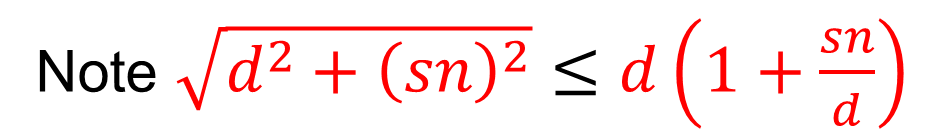 Note √(d² + (sn)²) ≤ d(1 + sn/d)